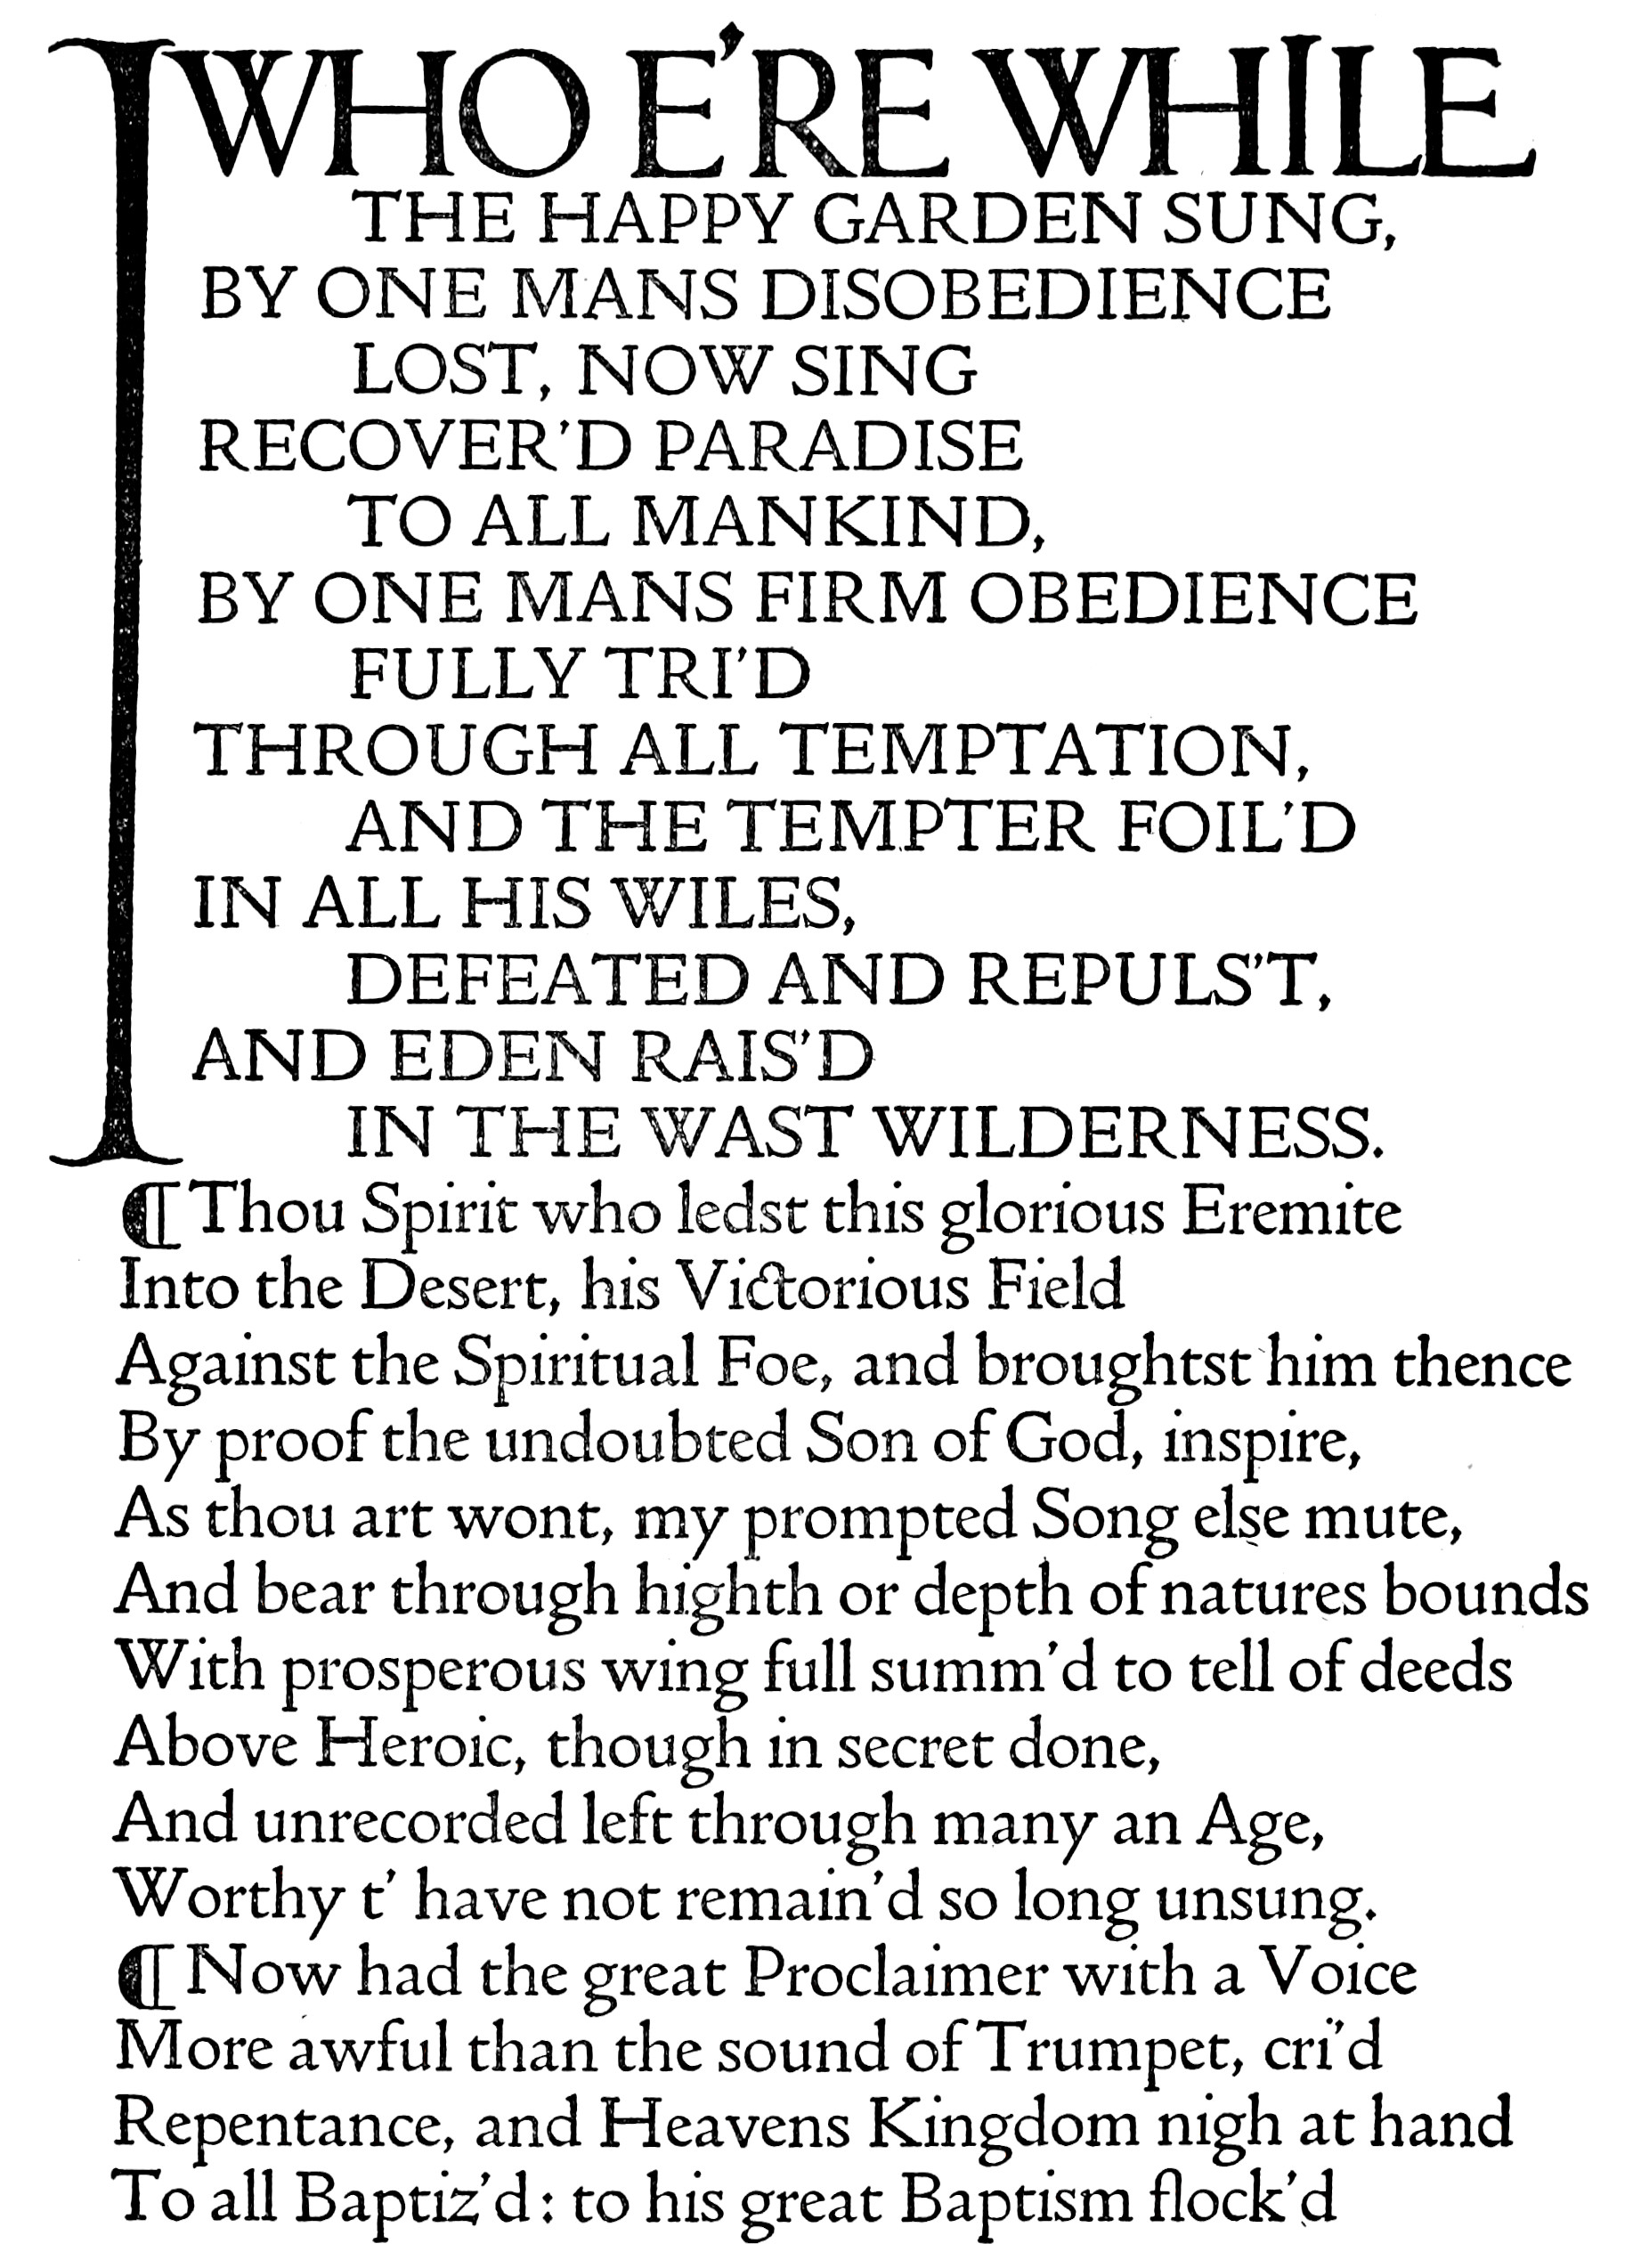 I WHO E'RE WHILE
THE HAPPY GARDEN SUNG,
BY ONE MANS DISOBEDIENCE
LOST, NOW SING
RECOVER'D PARADISE
TO ALL MANKIND,
BY ONE MANS FIRM OBEDIENCE
FULLY TRI'D
THROUGH ALL TEMPTATION,
AND THE TEMPTER FOIL'D
IN ALL HIS WILES,
DEFEATED AND REPULS'T,
AND EDEN RAIS'D
IN THE WAST WILDERNESS.
¶ Thou Spirit who ledst this glorious Eremite
Into the Desert, his Victorious Field
Against the Spiritual Foe, and broughtst him thence
By proof the undoubted Son of God, inspire,
As thou art wont, my prompted Song else mute,
And bear through highth or depth of natures bounds
With prosperous wing full summ'd to tell of deeds
Above Heroic, though in secret done,
And unrecorded left through many an Age,
Worthy t' have not remain'd so long unsung.
¶ Now had the great Proclaimer with a Voice
More awful than the sound of Trumpet, cri'd
Repentance, and Heavens Kingdom nigh at hand
To all Baptiz'd: to his great Baptism flock'd